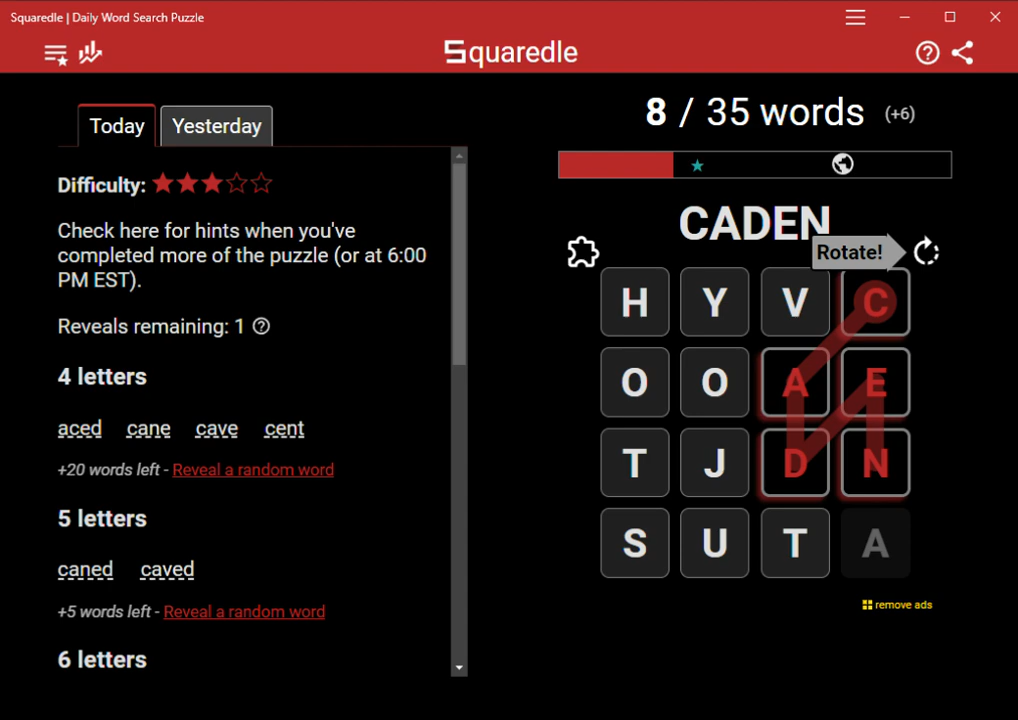 Squaredle | Daily Word Search Puzzle
Squaredle
Today Yesterday
8 / 35 words (+6)
Difficulty:
Check here for hints when you've
completed more of the puzzle (or at 6:00
PM EST).
Reveals remaining: 1
4 letters
aced cane cave cent
+20 words left - Reveal a random word
5 letters
caned caved
+5 words left - Reveal a random word
6 letters
CADEN
Rotate!
H Y V C
O O A E
T J D N
S U T A
remove ads